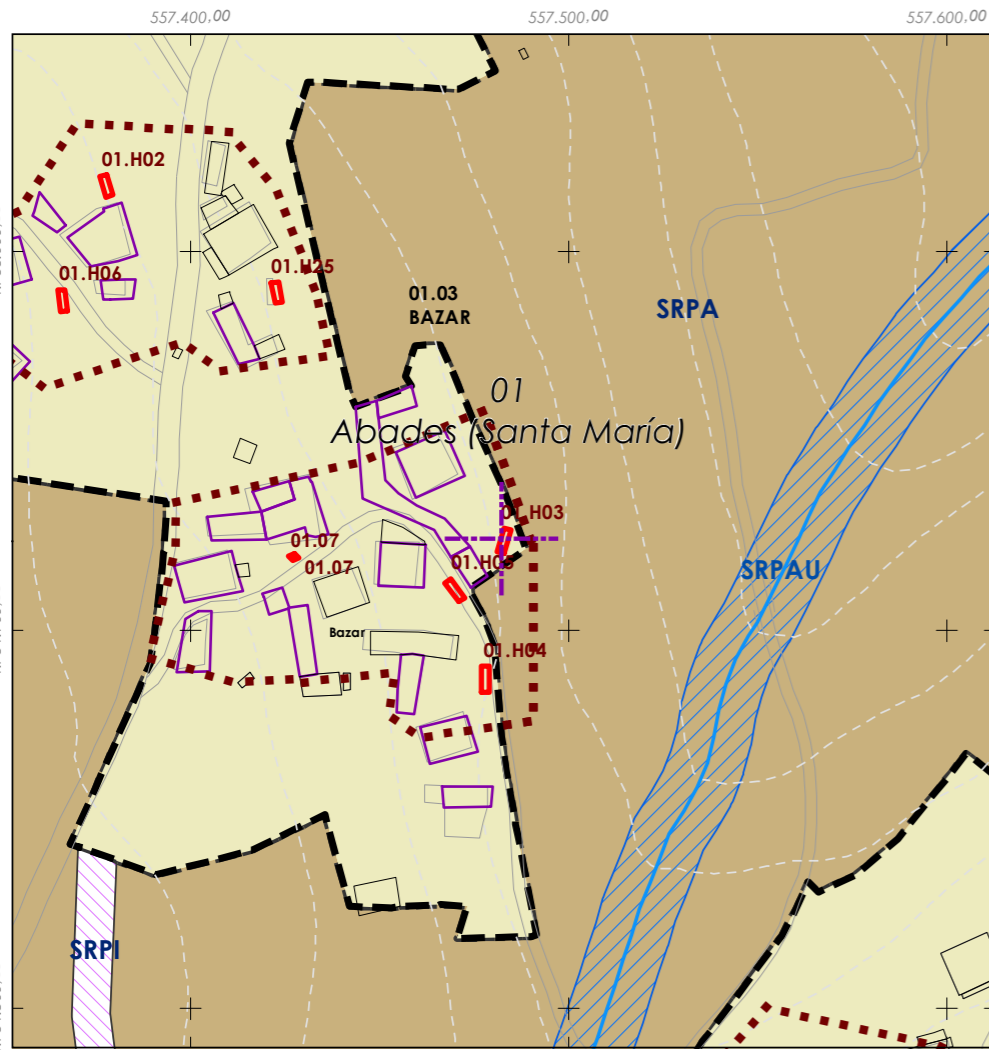 557.400,00
557.500,00
557.600,00
01.H02
01.H06
01.H25
01.03
BAZAR
SRPA
01
Abades (Santa María)
01.H03
01.07
01.07
01.H05
SRPAU
Bazar
01.H04
SRPI